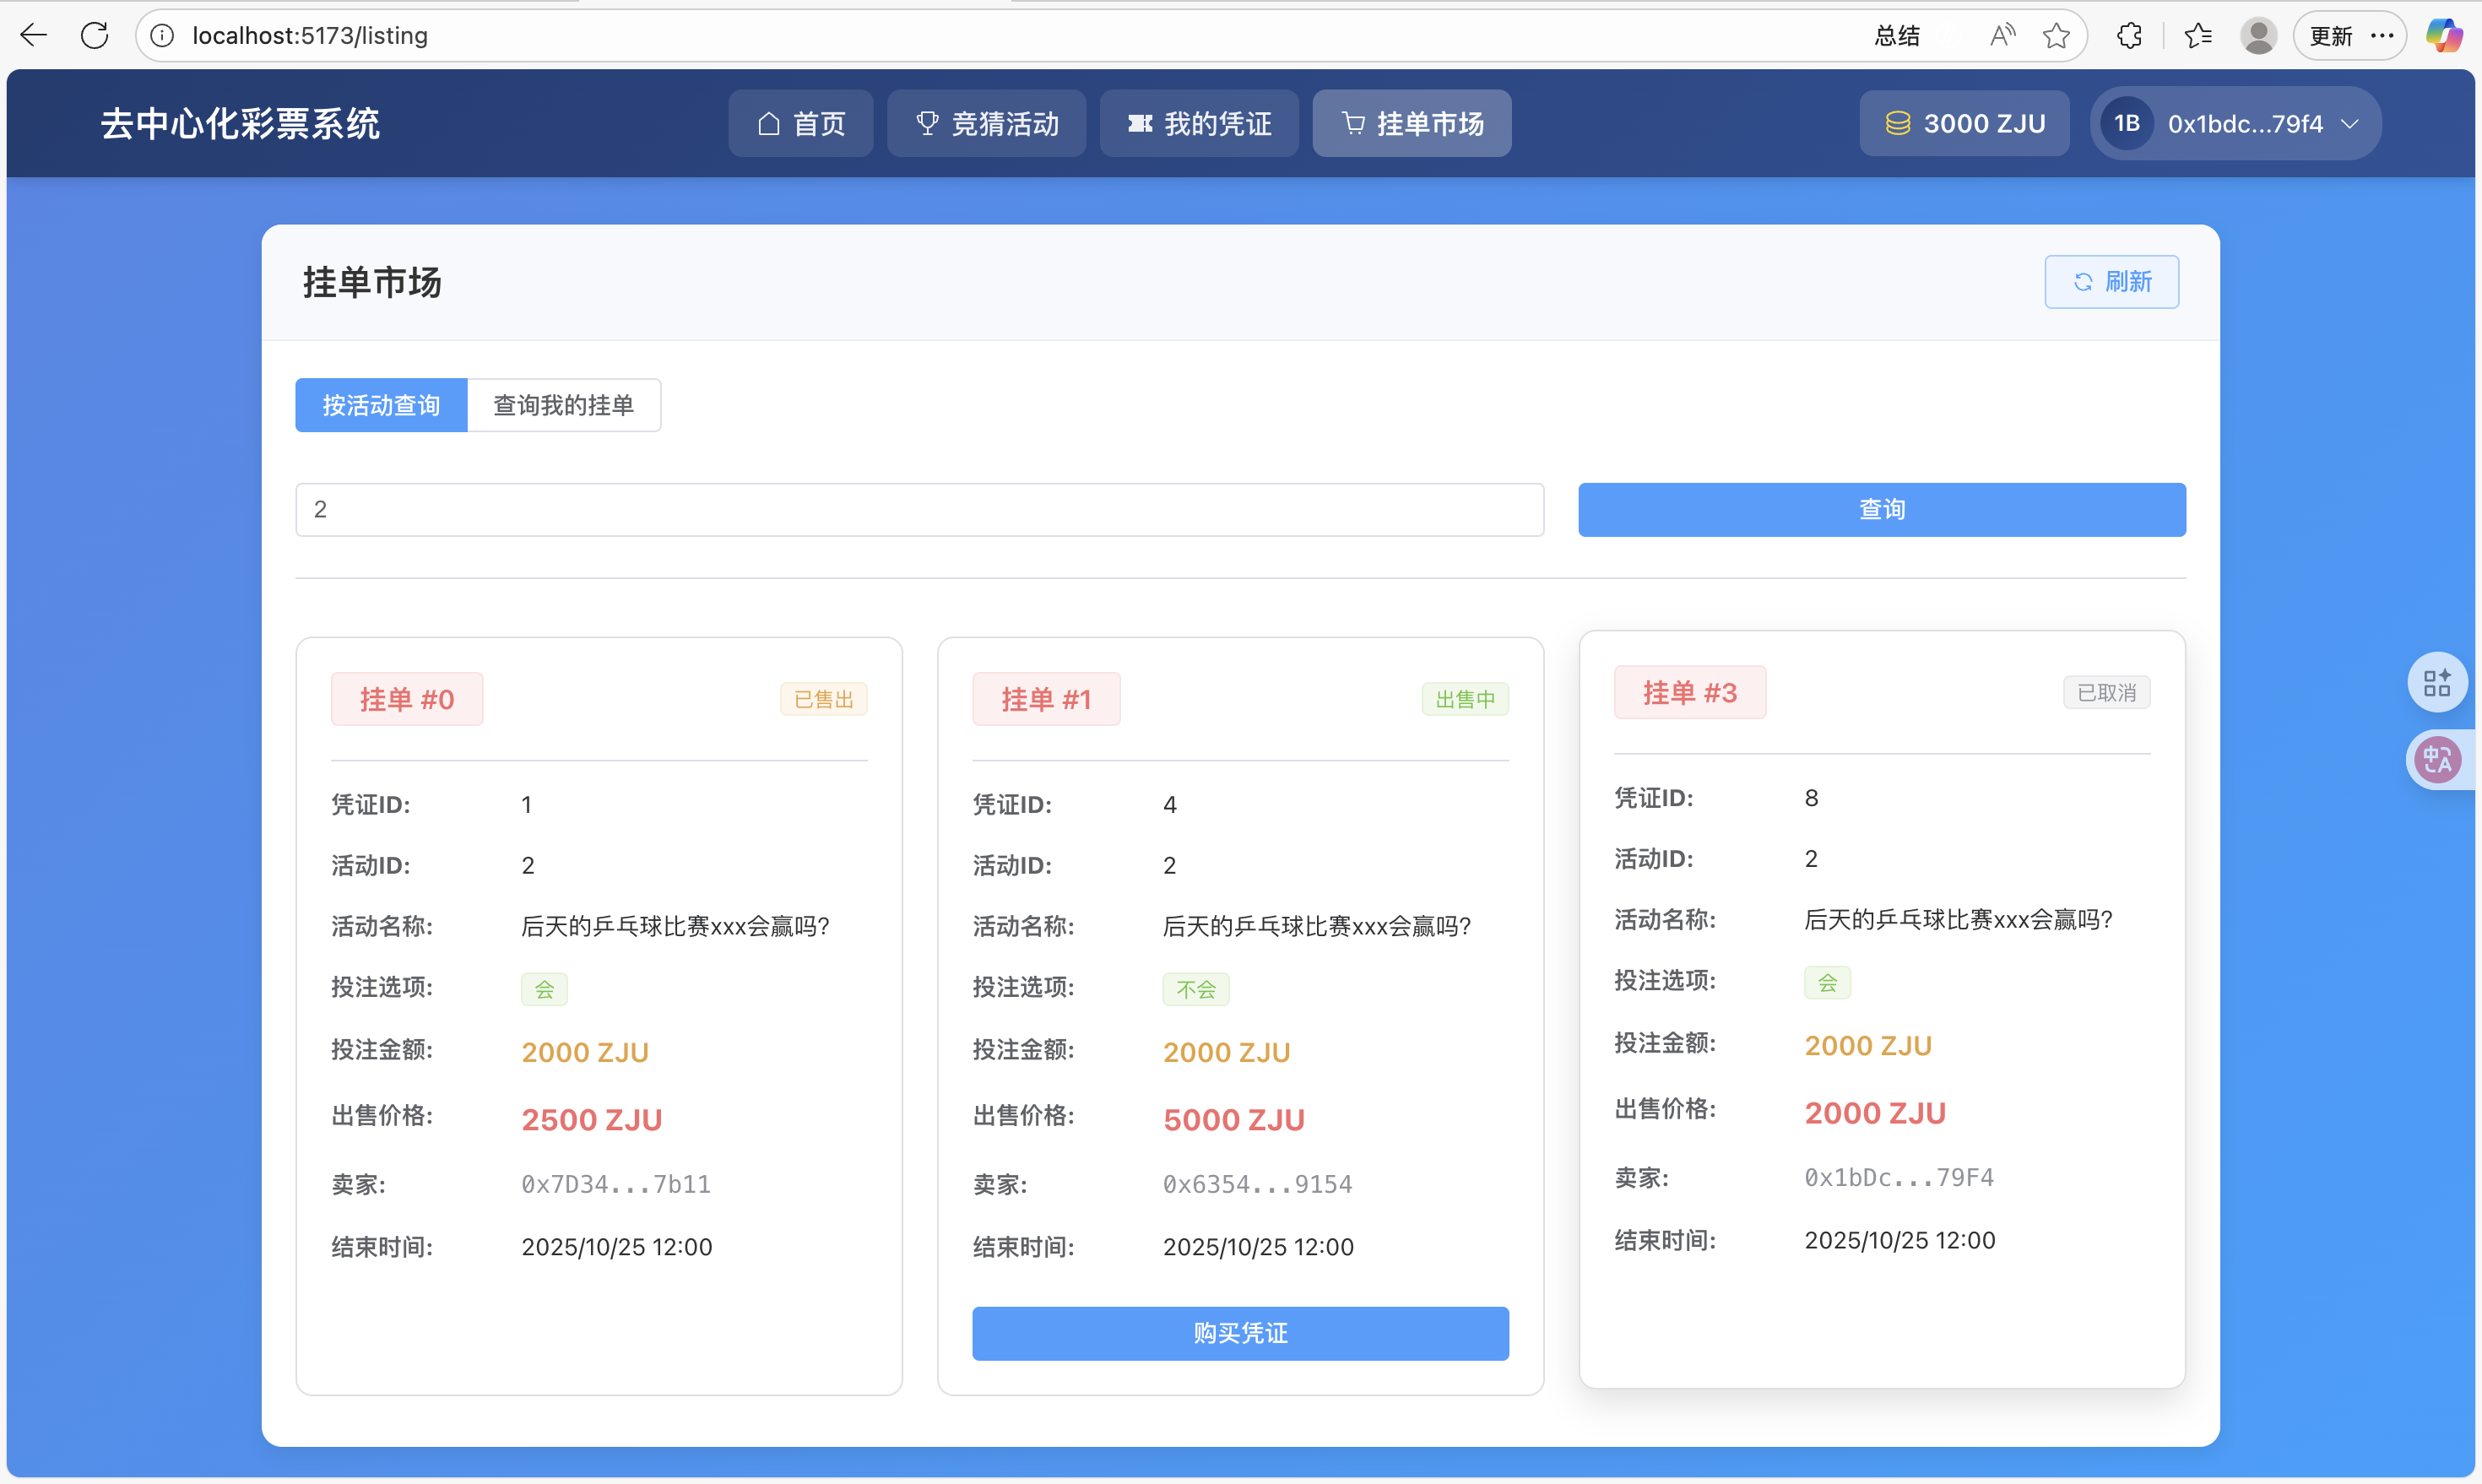 localhost:5173/listing
总结
更新
去中心化彩票系统
首页
竞猜活动
我的凭证
挂单市场
3000 ZJU
1B
0x1bdc...79f4
挂单市场
刷新
按活动查询
查询我的挂单
2
查询
挂单 #0
已售出
凭证ID:
1
活动ID:
2
活动名称:
后天的乒乓球比赛xxx会赢吗?
投注选项:
会
投注金额:
2000 ZJU
出售价格:
2500 ZJU
卖家:
0x7D34...7b11
结束时间:
2025/10/25 12:00
挂单 #1
出售中
凭证ID:
4
活动ID:
2
活动名称:
后天的乒乓球比赛xxx会赢吗?
投注选项:
不会
投注金额:
2000 ZJU
出售价格:
5000 ZJU
卖家:
0x6354...9154
结束时间:
2025/10/25 12:00
购买凭证
挂单 #3
已取消
凭证ID:
8
活动ID:
2
活动名称:
后天的乒乓球比赛xxx会赢吗?
投注选项:
会
投注金额:
2000 ZJU
出售价格:
2000 ZJU
卖家:
0x1bDc...79F4
结束时间:
2025/10/25 12:00